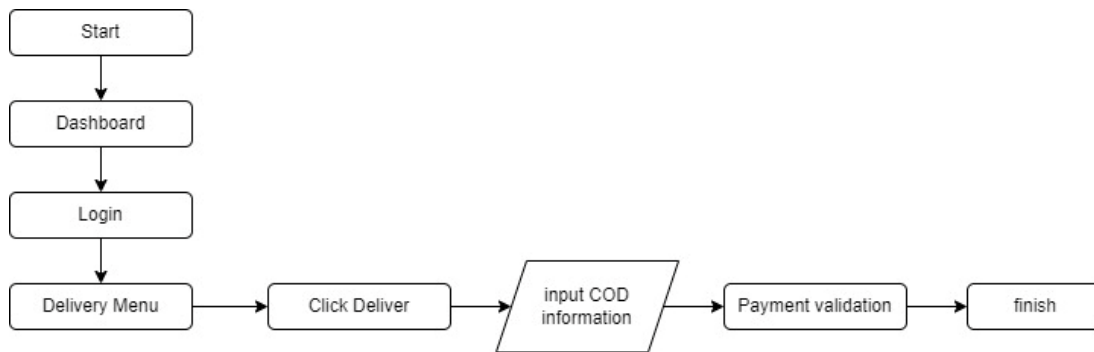 Start
Dashboard
Login
Delivery Menu
Click Deliver
input COD
information
Payment validation
finish